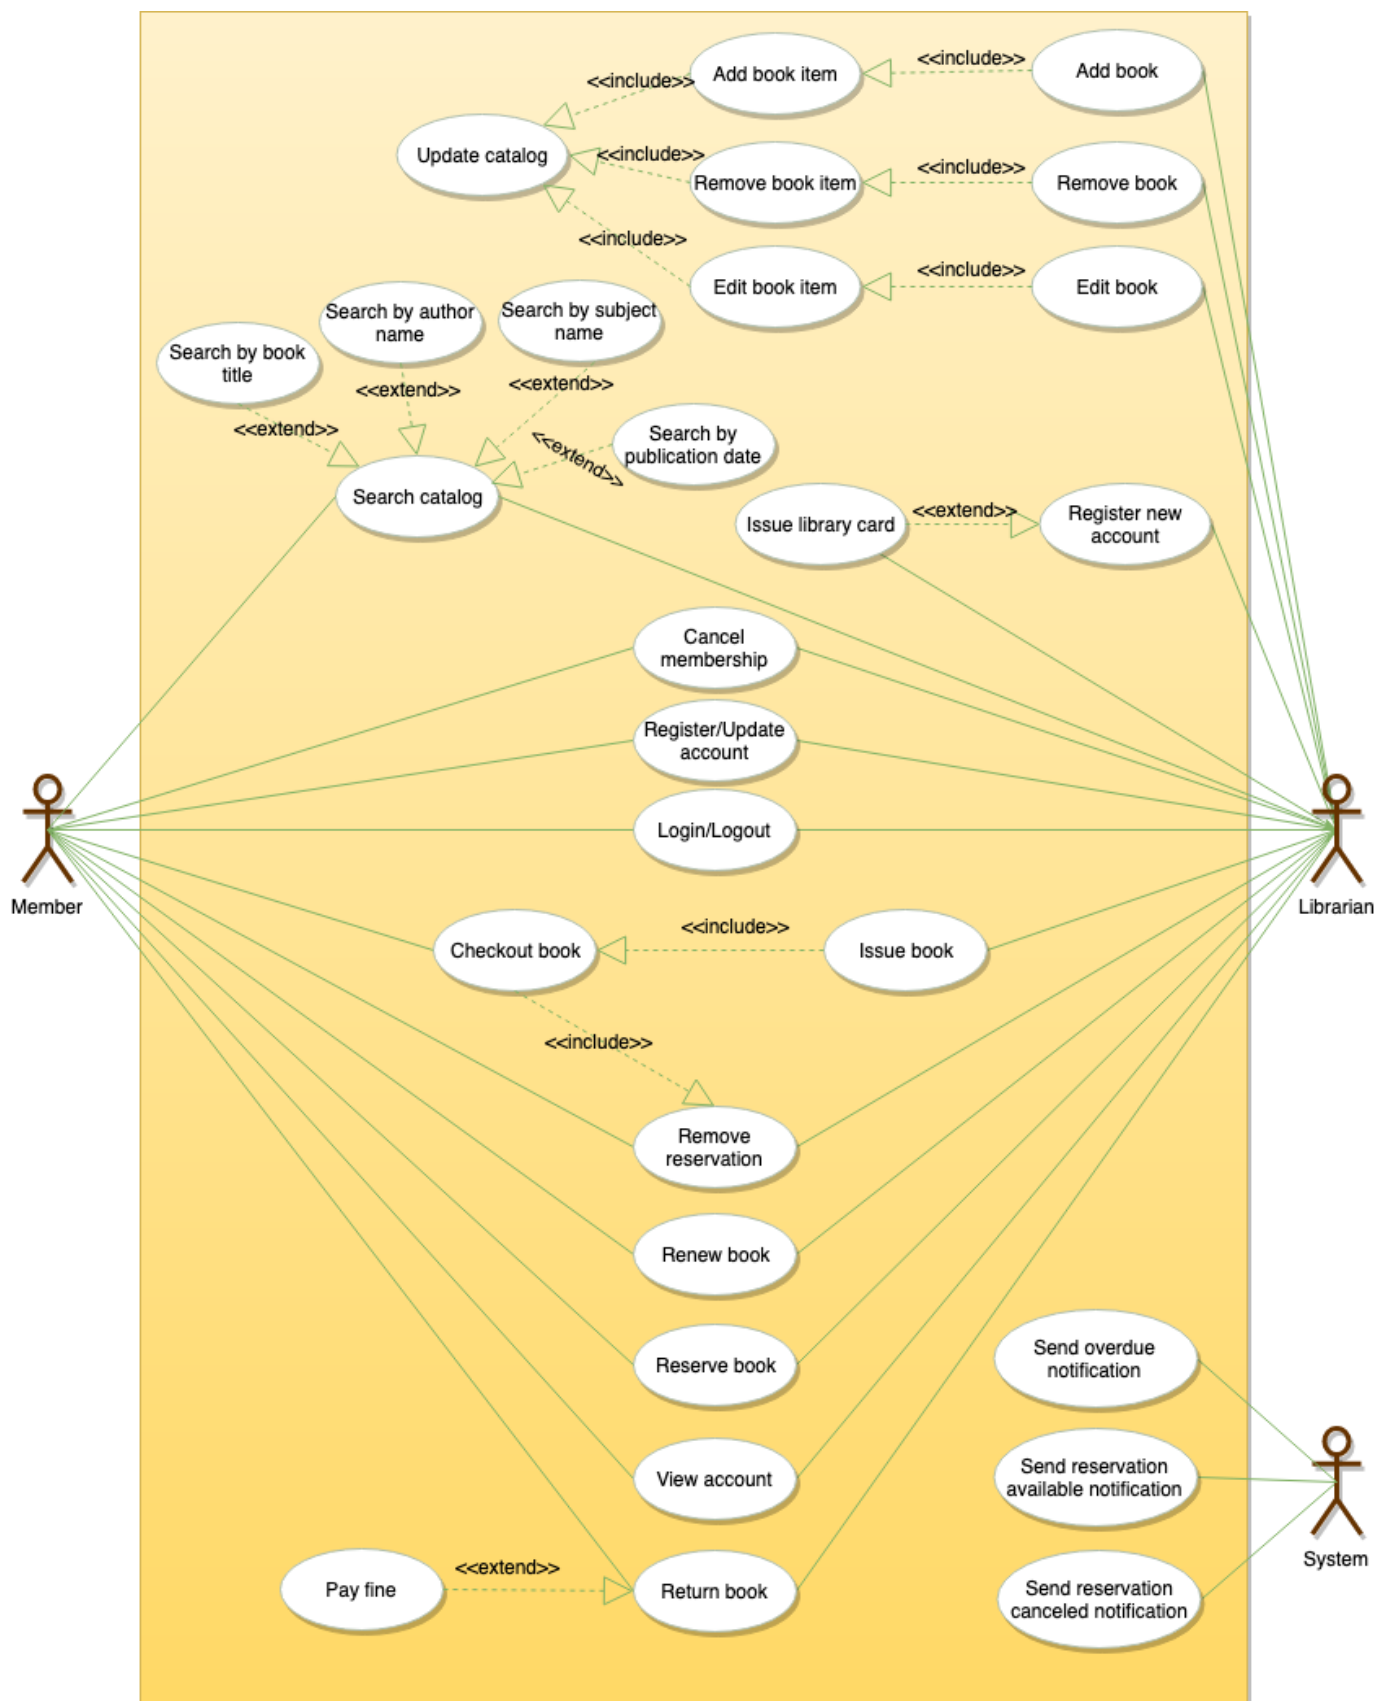 Add book item
<<include>>
Add book
<<include>>
Update catalog
<<include>>
Remove book item
<<include>>
Remove book
<<include>>
Edit book item
<<include>>
Edit book
Search by author
name
Search by subject
name
Search by book
title
<<extend>>
<<extend>>
<<extend>>
<<extend>>
Search by
publication date
Search catalog
Issue library card
<<extend>>
Register new
account
Cancel
membership
Register/Update
account
Login/Logout
Member
Librarian
Checkout book
<<include>>
Issue book
<<include>>
Remove
reservation
Renew book
Reserve book
Send overdue
notification
View account
Send reservation
available notification
System
Pay fine
<<extend>>
Return book
Send reservation
canceled notification